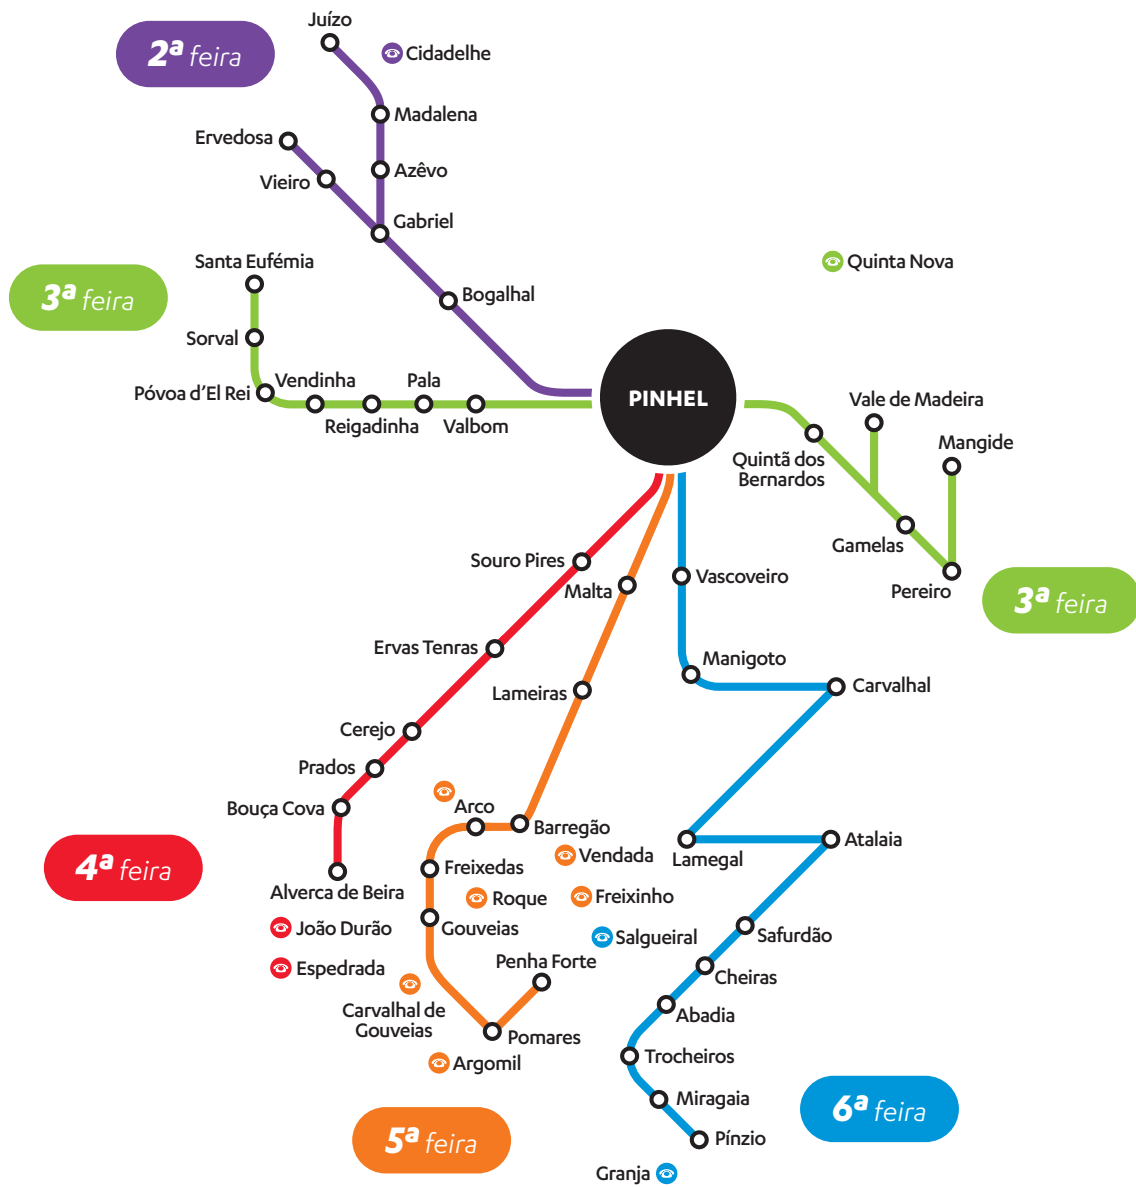 Juízo
2ª feira
Cidadelhe
Madalena
Ervedosa
Azêvo
Vieiro
Gabriel
Santa Eufémia
Quinta Nova
3ª feira
Bogalhal
Sorval
Póvoa d'El Rei
Vendinha
Pala
Reigadinha
Valbom
PINHEL
Vale de Madeira
Mangide
Quintã dos
Bernardos
Gamelas
Pereiro
3ª feira
Souro Pires
Malta
Vascoveiro
Ervas Tenras
Manigoto
Carvalhal
Lameiras
Cerejo
Prados
Bouça Cova
Arco
Barregão
Vendada
Lamegal
Atalaia
4ª feira
Alverca de Beira
Freixedas
Roque
Freixinho
João Durão
Gouveias
Salgueiral
Safurdão
Espedrada
Penha Forte
Cheiras
Carvalhal de
Gouveias
Abadia
Pomares
Argomil
Trocheiros
Miragaia
6ª feira
5ª feira
Pínzio
Granja